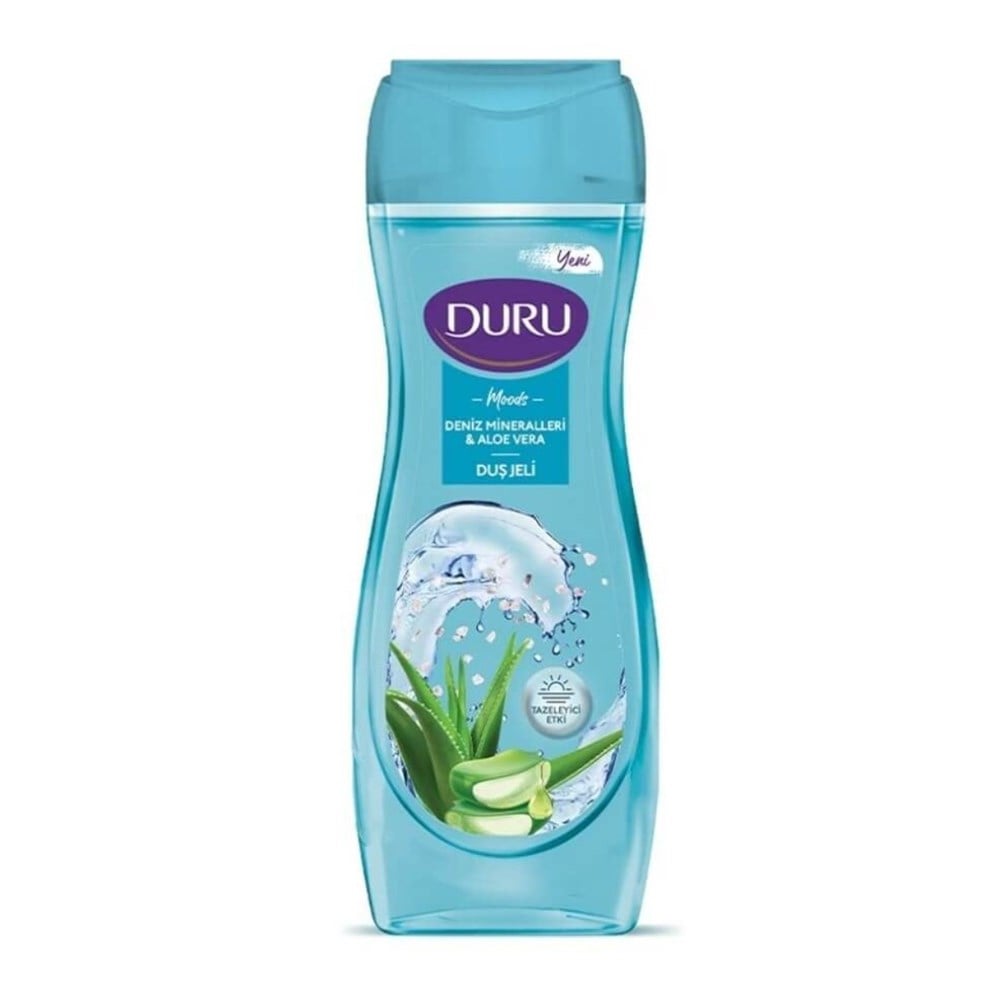 Yeni
DURU
– Moods –
DENİZ MİNERALLERİ
& ALOE VERA
DUŞ JELİ
TAZELEYİCİ
ETKİ